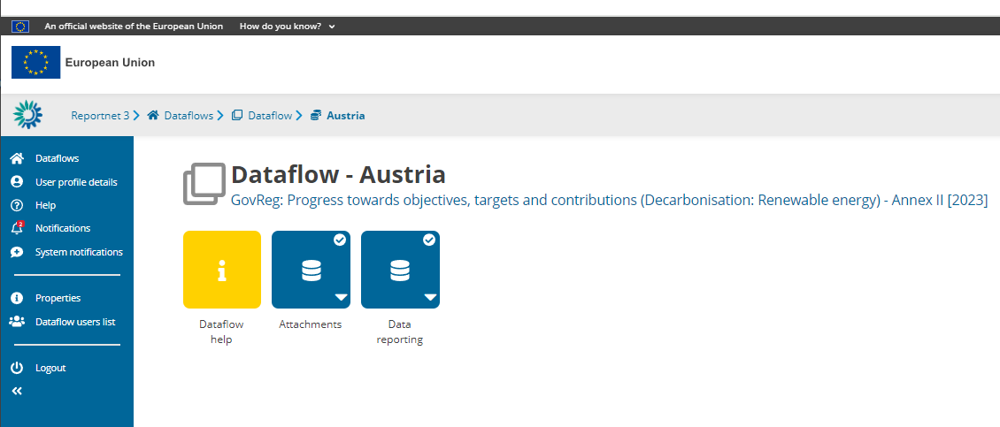 An official website of the European Union How do you know?
European Union
Reportnet 3 Dataflows Dataflow Austria
Dataflows
User profile details
Help
2
Notifications
System notifications
Properties
Dataflow users list
Logout
Dataflow - Austria
GovReg: Progress towards objectives, targets and contributions (Decarbonisation: Renewable energy) - Annex II [2023]
Dataflow
help
Attachments
Data
reporting